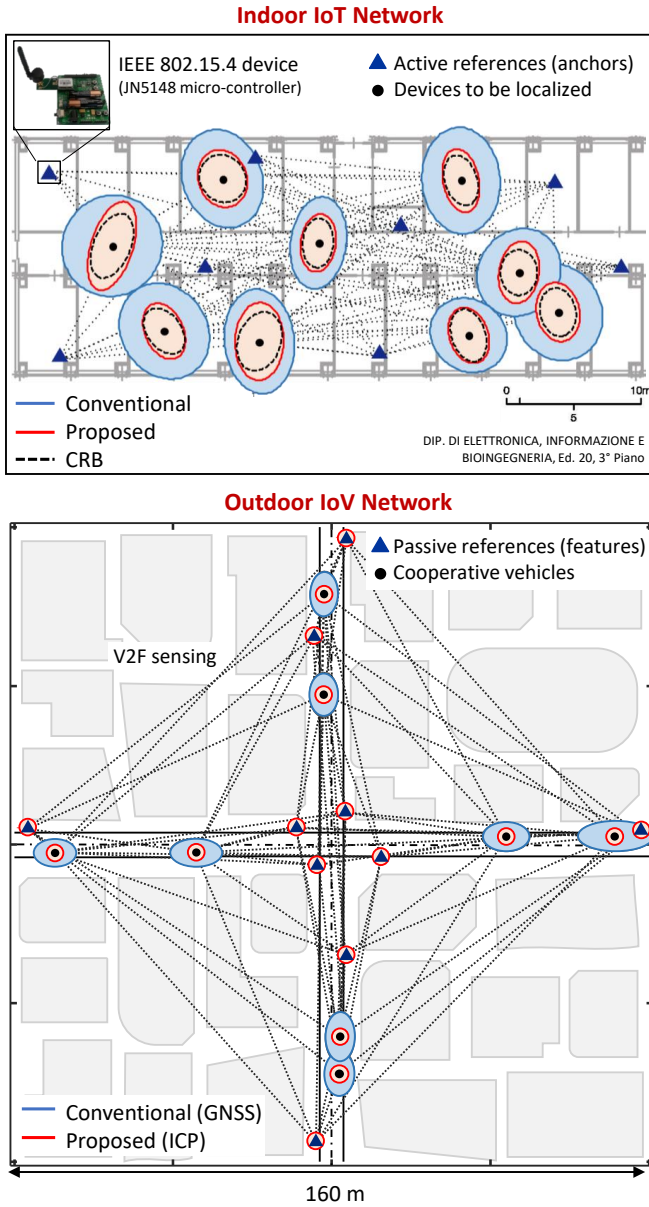 Indoor IoT Network
IEEE 802.15.4 device
(JN5148 micro-controller)
Active references (anchors)
Devices to be localized
Conventional
Proposed
CRB
0
10m
5
DIP. DI ELETTRONICA, INFORMAZIONE E
BIOINGEGNERIA, Ed. 20, 3° Piano
Outdoor IoV Network
Passive references (features)
Cooperative vehicles
V2F sensing
Conventional (GNSS)
Proposed (ICP)
160 m